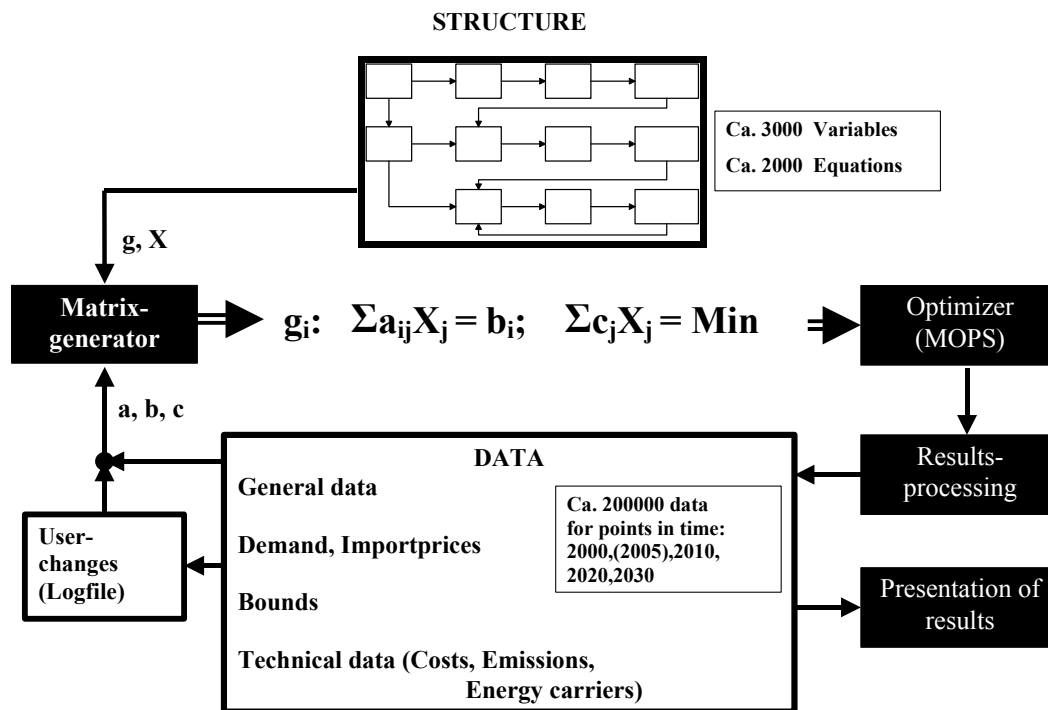 STRUCTURE
Ca. 3000 Variables
Ca. 2000 Equations
g, X
Matrix-
generator
gᵢ: ΣaᵢⱼXⱼ = bᵢ; ΣcⱼXⱼ = Min
Optimizer
(MOPS)
a, b, c
DATA
General data
Demand, Importprices
Bounds
Technical data (Costs, Emissions,
Energy carriers)
Ca. 200000 data
for points in time:
2000,(2005),2010,
2020,2030
User-
changes
(Logfile)
Results-
processing
Presentation of
results